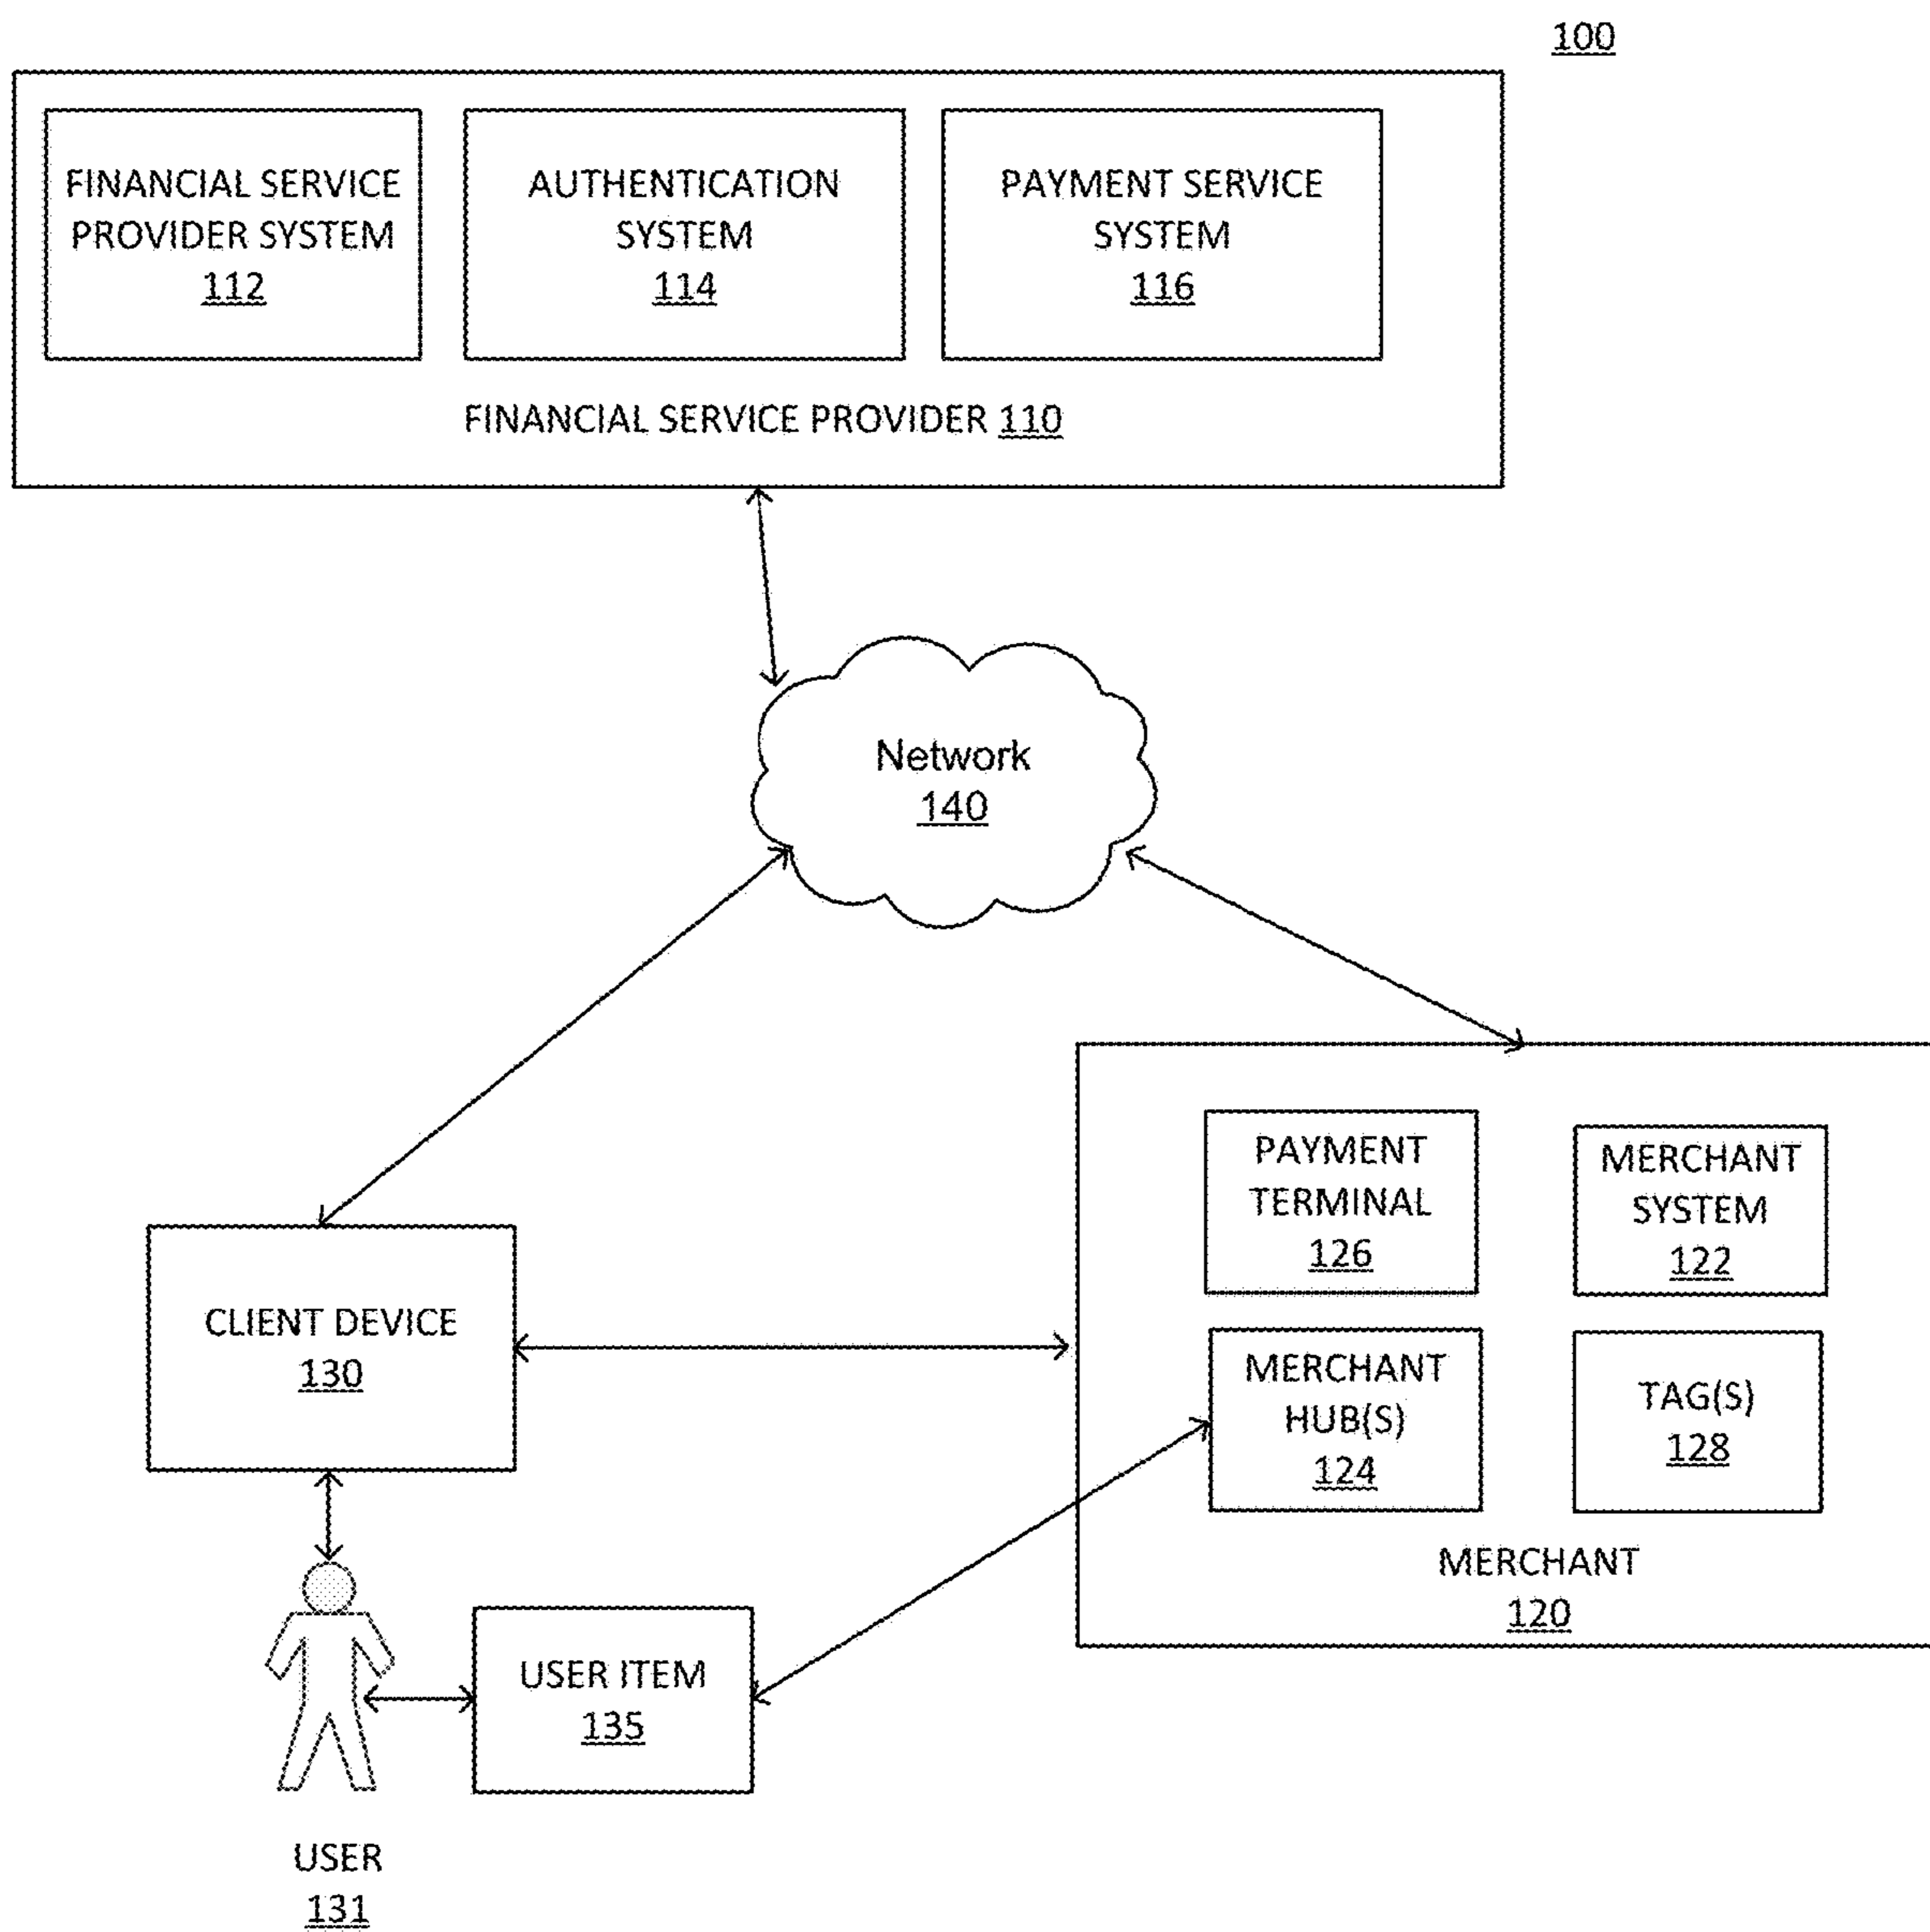 100
FINANCIAL SERVICE
PROVIDER SYSTEM
112
AUTHENTICATION
SYSTEM
114
PAYMENT SERVICE
SYSTEM
116
FINANCIAL SERVICE PROVIDER 110
Network
140
PAYMENT
TERMINAL
126
MERCHANT
SYSTEM
122
CLIENT DEVICE
130
MERCHANT
HUB(S)
124
TAG(S)
128
MERCHANT
120
USER ITEM
135
USER
131